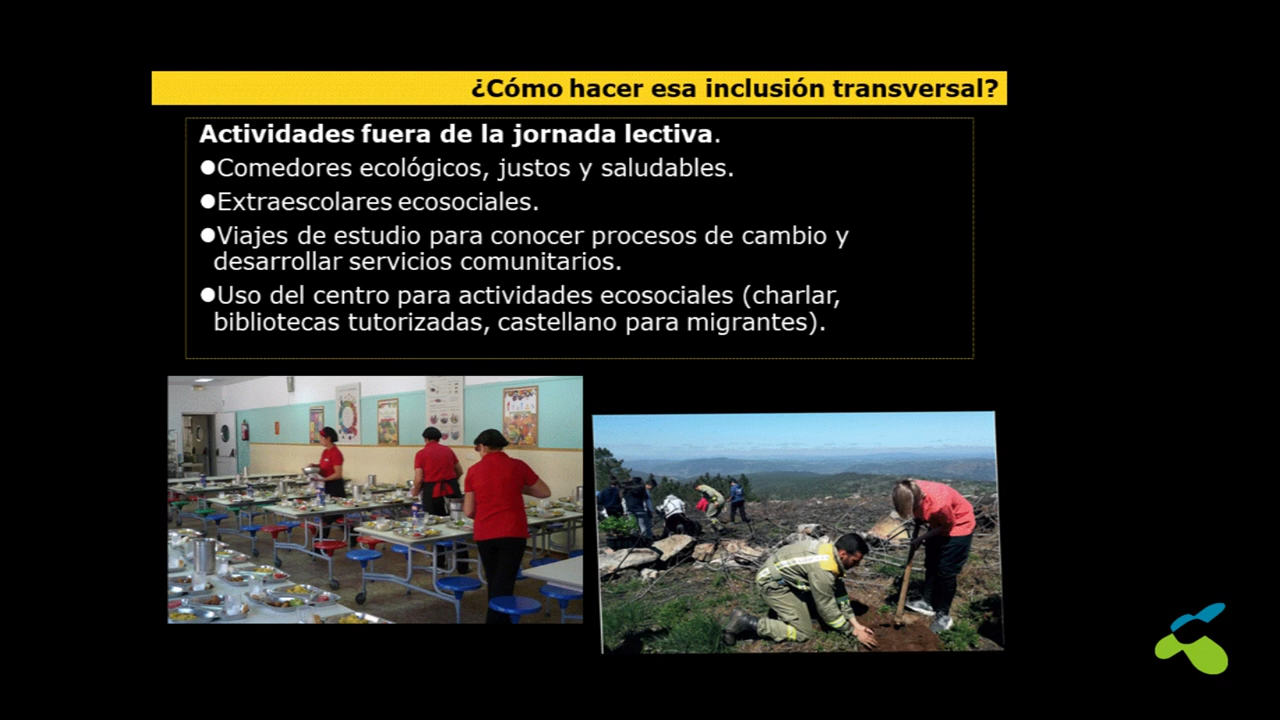 ¿Cómo hacer esa inclusión transversal?
Actividades fuera de la jornada lectiva.
●Comedores ecológicos, justos y saludables.
●Extraescolares ecosociales.
●Viajes de estudio para conocer procesos de cambio y
desarrollar servicios comunitarios.
●Uso del centro para actividades ecosociales (charlar,
bibliotecas tutorizadas, castellano para migrantes).